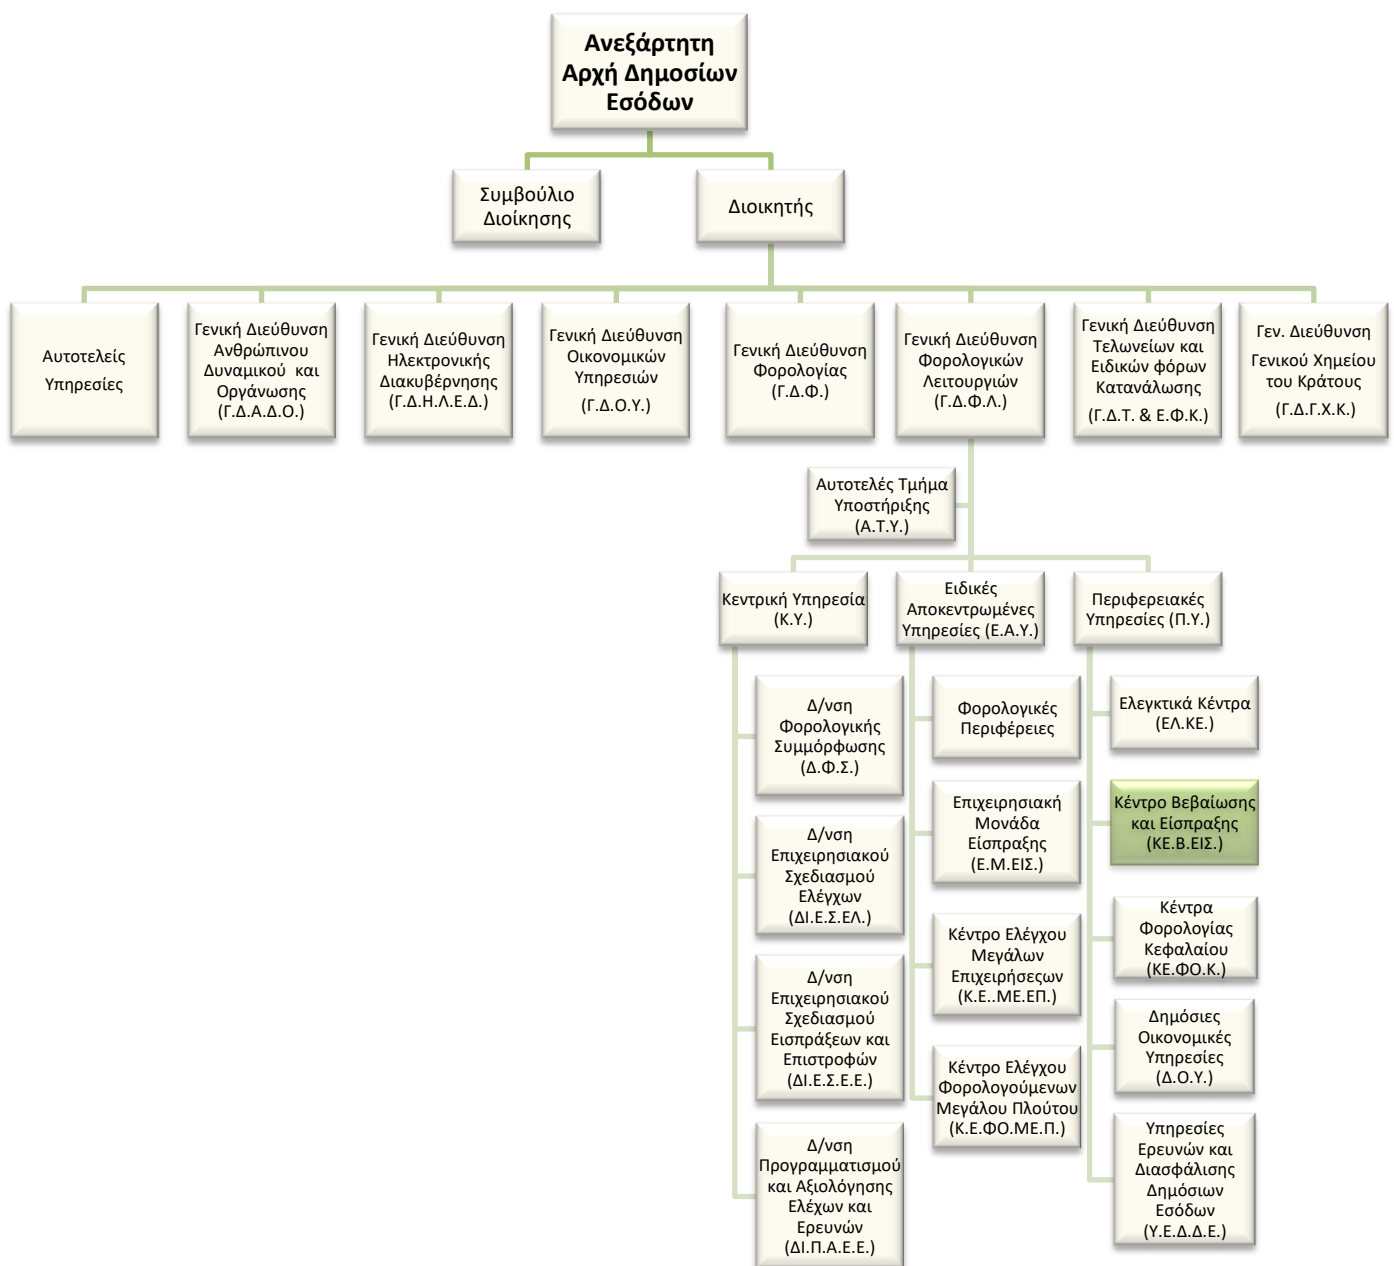 Ανεξάρτητη
Αρχή Δημοσίων
Εσόδων
Συμβούλιο
Διοίκησης
Διοικητής
Αυτοτελείς
Υπηρεσίες
Γενική Διεύθυνση
Ανθρώπινου
Δυναμικού και
Οργάνωσης
(Γ.Δ.Α.Δ.Ο.)
Γενική Διεύθυνση
Ηλεκτρονικής
Διακυβέρνησης
(Γ.Δ.Η.Λ.Ε.Δ.)
Γενική Διεύθυνση
Οικονομικών
Υπηρεσιών
(Γ.Δ.Ο.Υ.)
Γενική Διεύθυνση
Φορολογίας
(Γ.Δ.Φ.)
Γενική Διεύθυνση
Φορολογικών
Λειτουργιών
(Γ.Δ.Φ.Λ.)
Γενική Διεύθυνση
Τελωνείων και
Ειδικών φόρων
Κατανάλωσης
(Γ.Δ.Τ. & Ε.Φ.Κ.)
Γεν. Διεύθυνση
Γενικού Χημείου
του Κράτους
(Γ.Δ.Γ.Χ.Κ.)
Αυτοτελές Τμήμα
Υποστήριξης
(Α.Τ.Υ.)
Κεντρική Υπηρεσία
(Κ.Υ.)
Δ/νση
Φορολογικής
Συμμόρφωσης
(Δ.Φ.Σ.)
Δ/νση
Επιχειρησιακού
Σχεδιασμού
Ελέγχων
(ΔΙ.Ε.Σ.ΕΛ.)
Δ/νση
Επιχειρησιακού
Σχεδιασμού
Εισπράξεων και
Επιστροφών
(ΔΙ.Ε.Σ.Ε.Ε.)
Δ/νση
Προγραμματισμού
και Αξιολόγησης
Ελέχων και
Ερευνών
(ΔΙ.Π.Α.Ε.Ε.)
Ειδικές
Αποκεντρωμένες
Υπηρεσίες (Ε.Α.Υ.)
Φορολογικές
Περιφέρειες
Επιχειρησιακή
Μονάδα
Είσπραξης
(Ε.Μ.ΕΙΣ.)
Κέντρο Ελέγχου
Μεγάλων
Επιχειρήσεςων
(Κ.Ε..ΜΕ.ΕΠ.)
Κέντρο Ελέγχου
Φορολογούμενων
Μεγάλου Πλούτου
(Κ.Ε.ΦΟ.ΜΕ.Π.)
Περιφερειακές
Υπηρεσίες (Π.Υ.)
Ελεγκτικά Κέντρα
(ΕΛ.ΚΕ.)
Κέντρο Βεβαίωσης
και Είσπραξης
(ΚΕ.Β.ΕΙΣ.)
Κέντρα
Φορολογίας
Κεφαλαίου
(ΚΕ.ΦΟ.Κ.)
Δημόσιες
Οικονομικές
Υπηρεσίες
(Δ.Ο.Υ.)
Υπηρεσίες
Ερευνών και
Διασφάλισης
Δημόσιων
Εσόδων
(Υ.Ε.Δ.Δ.Ε.)